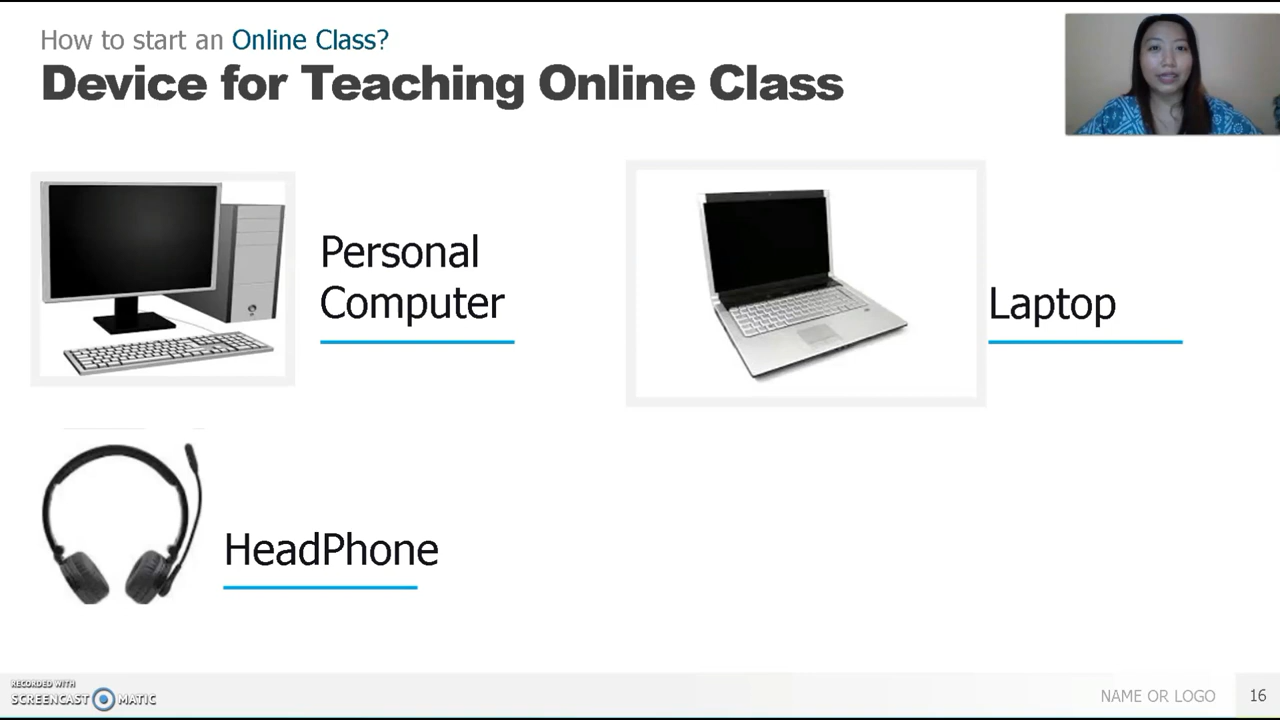 How to start an Online Class?
Device for Teaching Online Class
Personal
Computer
Laptop
HeadPhone
RECORDED WITH
SCREENCAST MATIC
NAME OR LOGO
16